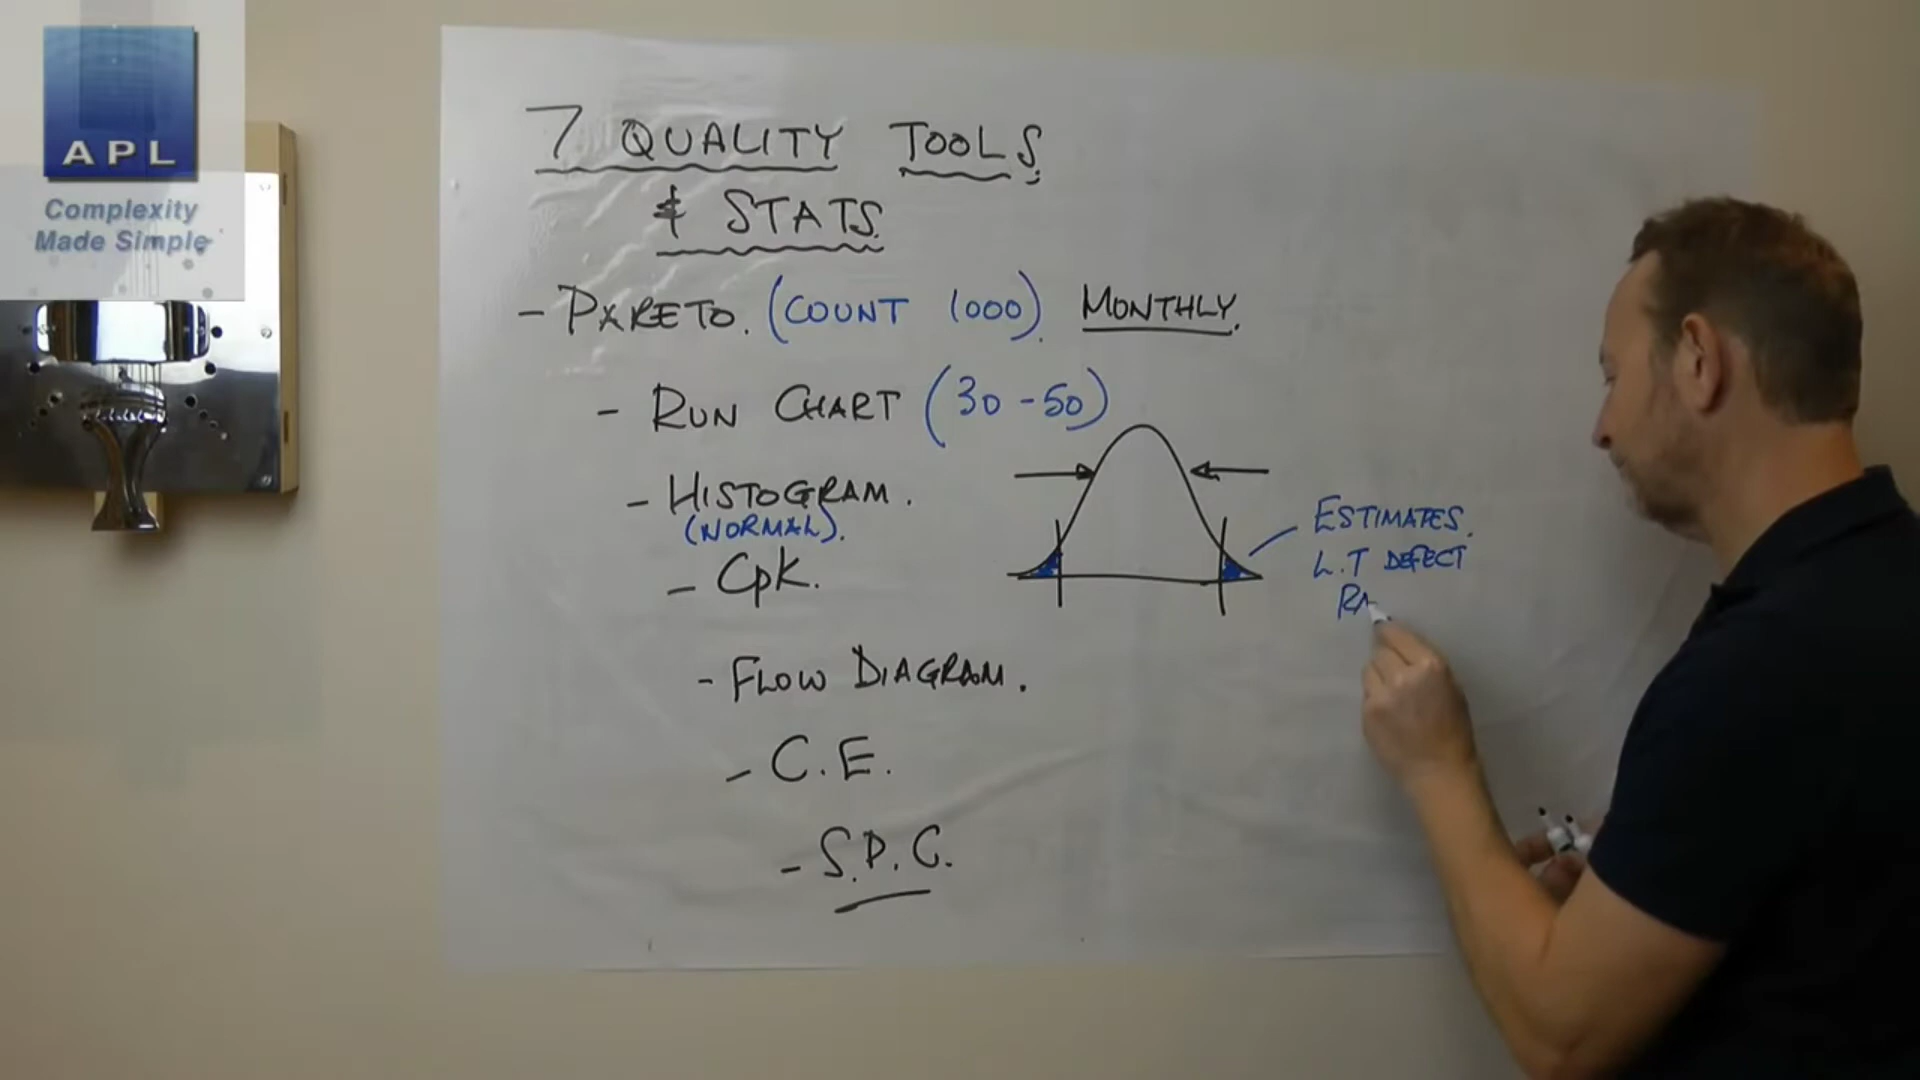 APL
Complexity
Made Simple
7 QUALITY TOOLS
& STATS.
- PARETO. (COUNT 1000). MONTHLY.
- RUN CHART (30-50)
- HISTOGRAM.
(NORMAL).
- CpK.
ESTIMATES.
L.T DEFECT
RA
- FLOW DIAGRAM.
- C.E.
- S.P.C.